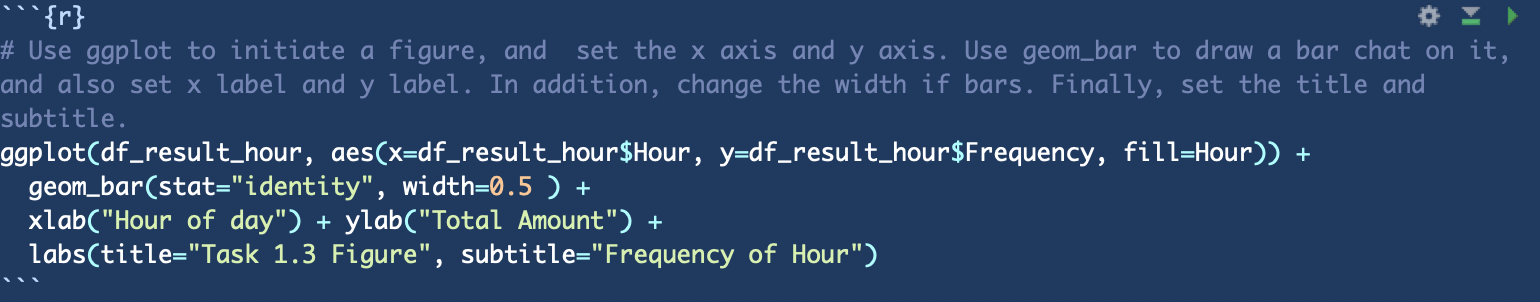 ```{r}
# Use ggplot to initiate a figure, and  set the x axis and y axis. Use geom_bar to draw a bar chat on it,
and also set x label and y label. In addition, change the width if bars. Finally, set the title and
subtitle.
ggplot(df_result_hour, aes(x=df_result_hour$Hour, y=df_result_hour$Frequency, fill=Hour)) +
  geom_bar(stat="identity", width=0.5 ) +
  xlab("Hour of day") + ylab("Total Amount") +
  labs(title="Task 1.3 Figure", subtitle="Frequency of Hour")
```